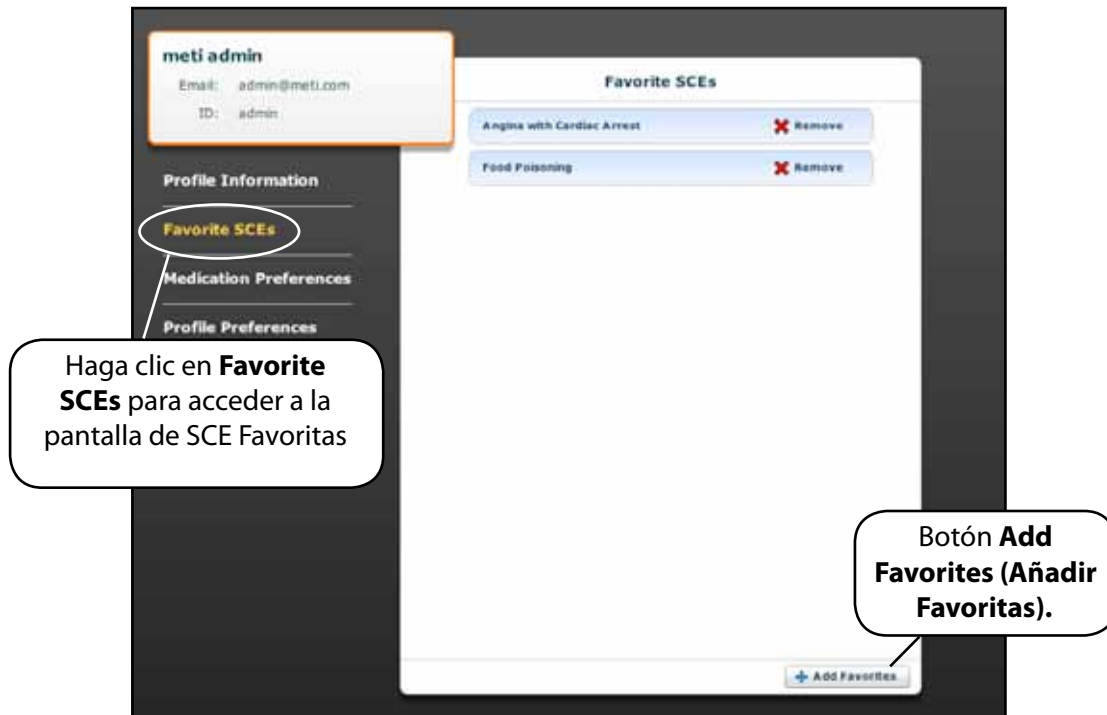 meti admin
Email: admin@meti.com
ID: admin
Favorite SCEs
Angina with Cardiac Arrest Remove
Food Poisoning Remove
Profile Information
Favorite SCEs
Medication Preferences
Profile Preferences
Haga clic en Favorite
SCEs para acceder a la
pantalla de SCE Favoritas
Botón Add
Favorites (Añadir
Favoritas).
Add Favorites